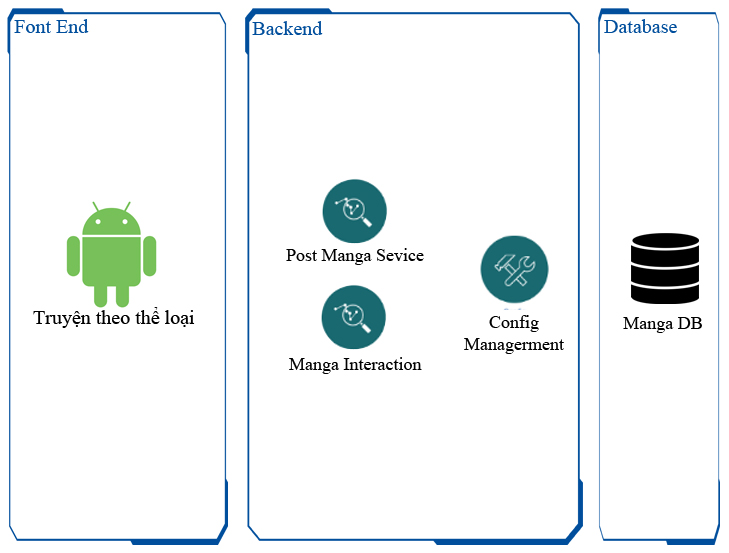 Font End
Backend
Database
Truyện theo thể loại
Post Manga Sevice
Manga Interaction
Config
Managerment
Manga DB